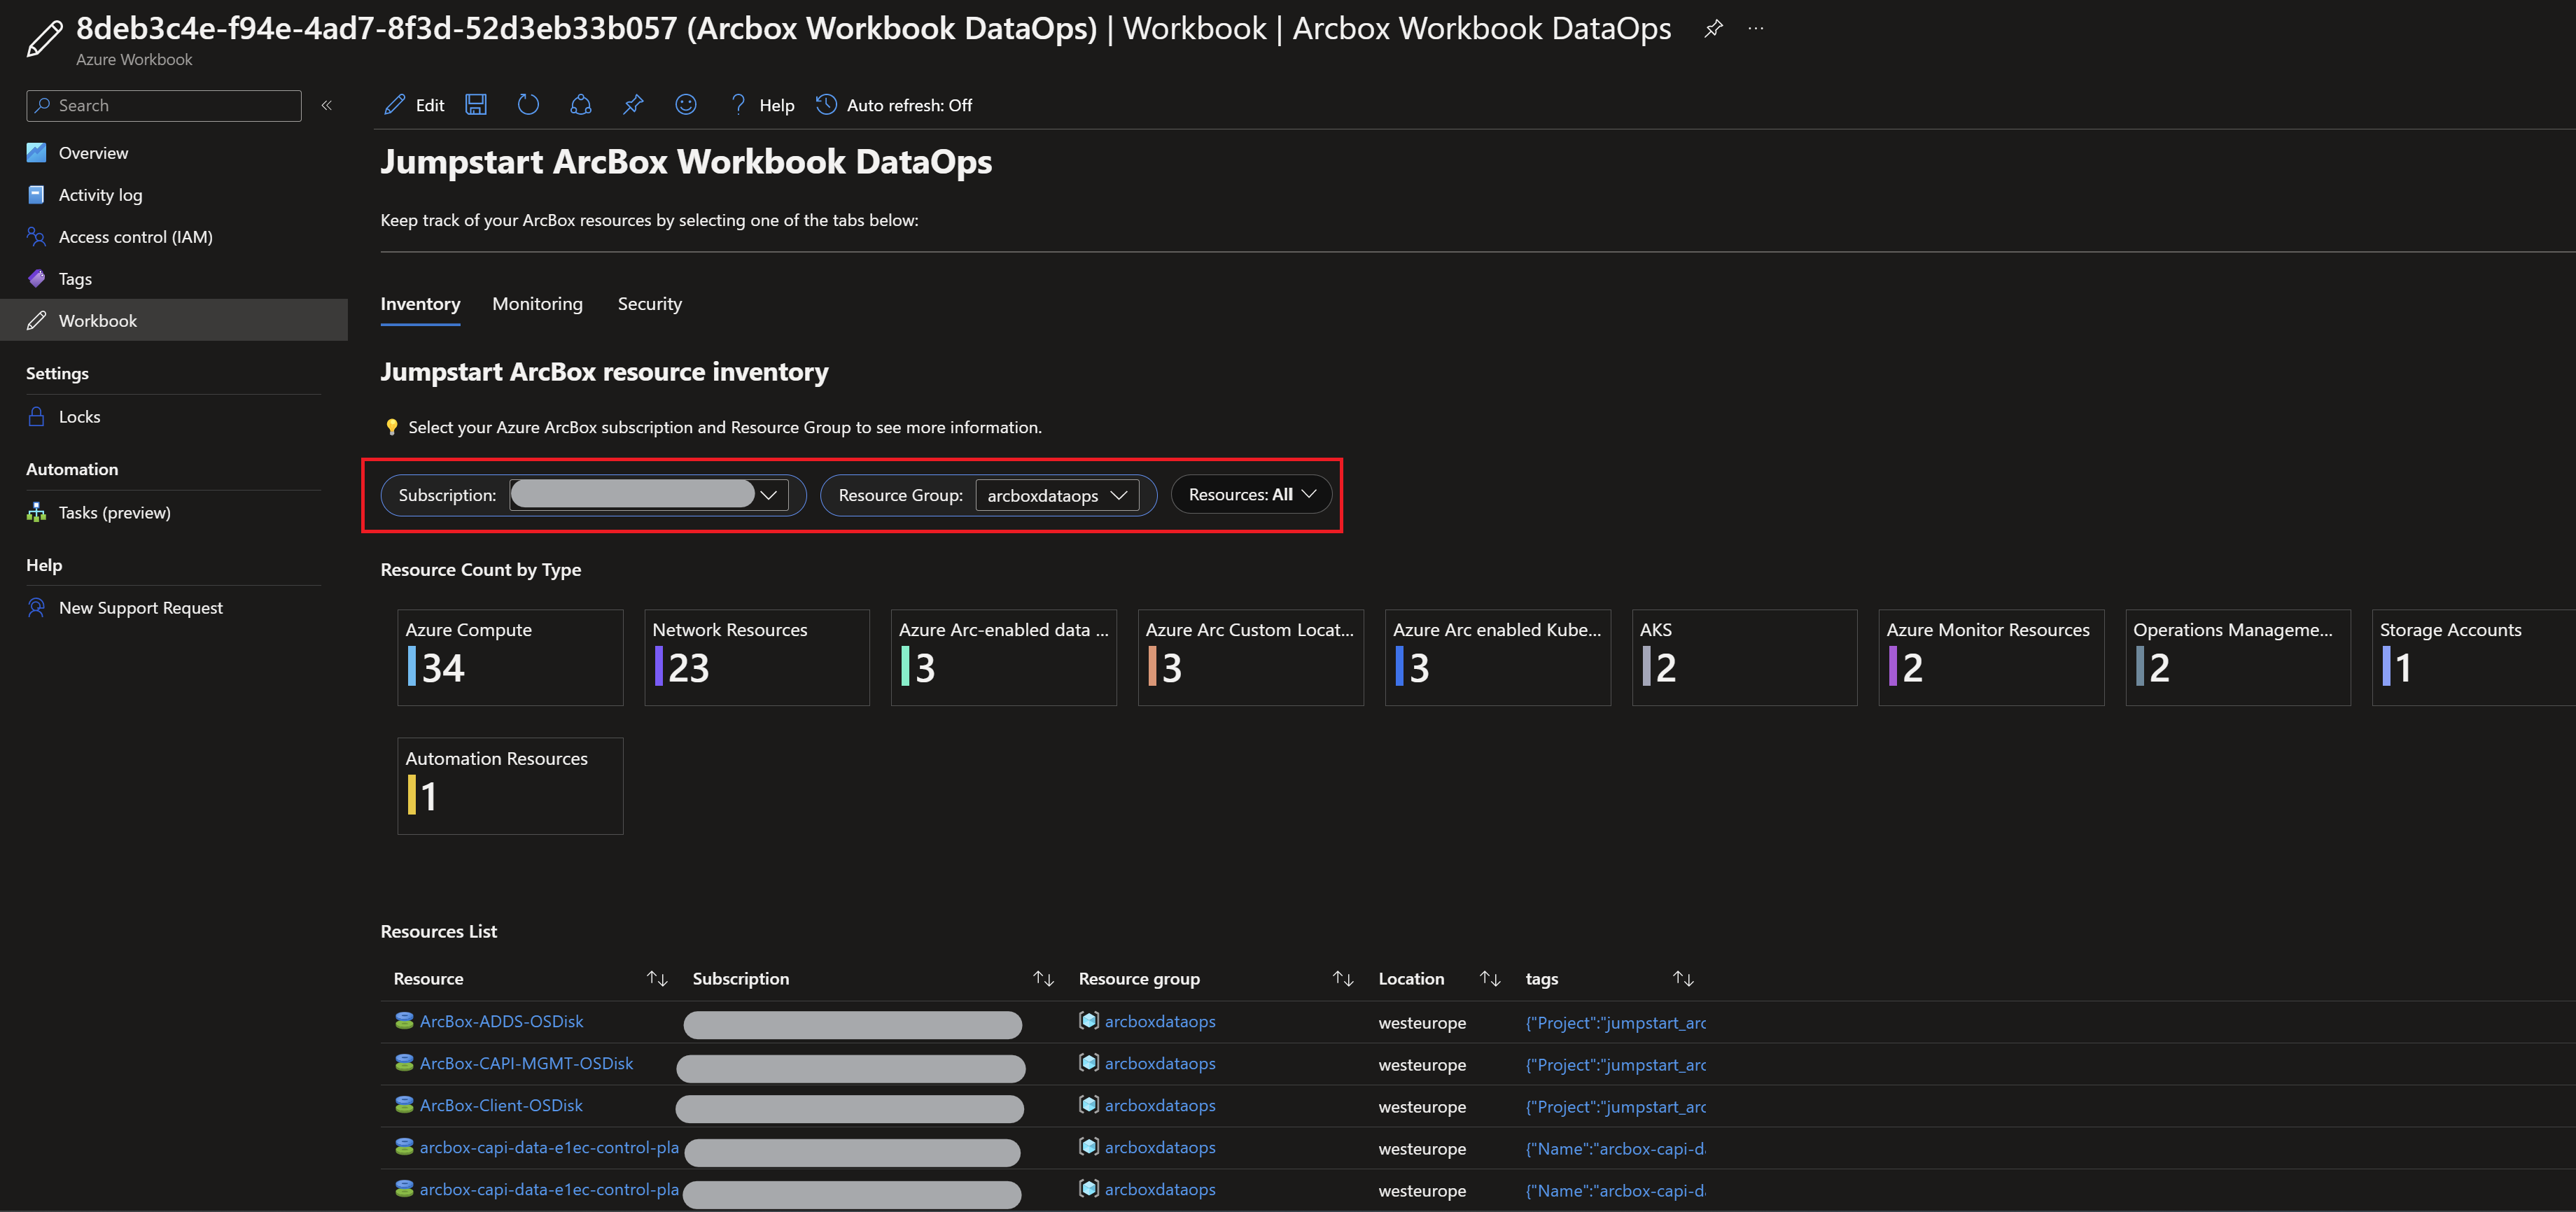 8deb3c4e-f94e-4ad7-8f3d-52d3eb33b057 (Arcbox Workbook DataOps) | Workbook | Arcbox Workbook DataOps
Azure Workbook
Search
Overview
Activity log
Access control (IAM)
Tags
Workbook
Settings
Locks
Automation
Tasks (preview)
Help
New Support Request
Edit
Help
Auto refresh: Off
Jumpstart ArcBox Workbook DataOps
Keep track of your ArcBox resources by selecting one of the tabs below:
Inventory Monitoring Security
Jumpstart ArcBox resource inventory
Select your Azure ArcBox subscription and Resource Group to see more information.
Subscription: Resource Group: arcboxdataops Resources: All
Resource Count by Type
Azure Compute
34
Network Resources
23
Azure Arc-enabled data ...
3
Azure Arc Custom Locat...
3
Azure Arc enabled Kube...
3
AKS
2
Azure Monitor Resources
2
Operations Manageme...
2
Storage Accounts
1
Automation Resources
1
Resources List
Resource Subscription Resource group Location tags
ArcBox-ADDS-OSDisk arcboxdataops westeurope {"Project":"jumpstart_arc
ArcBox-CAPI-MGMT-OSDisk arcboxdataops westeurope {"Project":"jumpstart_arc
ArcBox-Client-OSDisk arcboxdataops westeurope {"Project":"jumpstart_arc
arcbox-capi-data-e1ec-control-pla arcboxdataops westeurope {"Name":"arcbox-capi-d
arcbox-capi-data-e1ec-control-pla arcboxdataops westeurope {"Name":"arcbox-capi-d